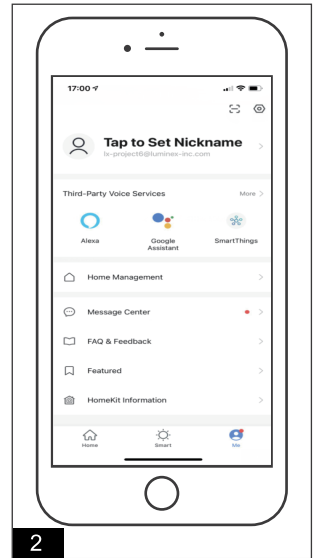 17:00
Tap to Set Nickname
lx-project6@luminex-inc.com
Third-Party Voice Services More
Alexa Google Assistant SmartThings
Home Management
Message Center
FAQ & Feedback
Featured
HomeKit Information
Home Smart Me
2